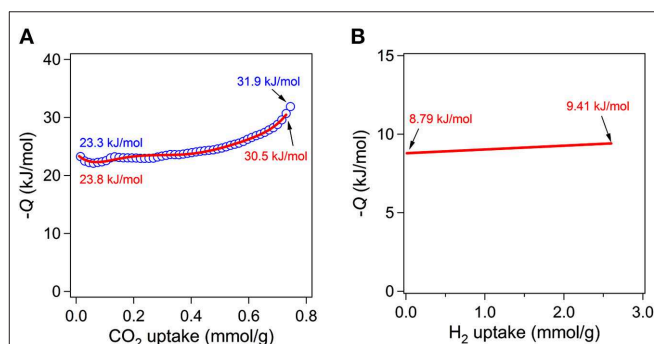 A
40
30
20
10
0
-Q (kJ/mol)
31.9 kJ/mol
23.3 kJ/mol
23.8 kJ/mol
30.5 kJ/mol
0.0 0.2 0.4 0.6 0.8
CO2 uptake (mmol/g)
B
15
10
5
0
-Q (kJ/mol)
9.41 kJ/mol
8.79 kJ/mol
0.0 1.0 2.0 3.0
H2 uptake (mmol/g)